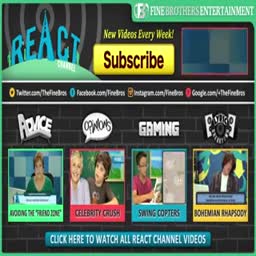 FINE BROTHERS ENTERTAINMENT
REACT
CHANNEL
New Videos Every Week!
Subscribe
Twitter.com/TheFineBros
Facebook.com/FineBros
Instagram.com/FineBros
Google.com/+TheFineBros
ADVICE
OPINIONS
GAMING
AVOIDING THE "FRIEND ZONE"
CELEBRITY CRUSH
SWING COPTERS
BOHEMIAN RHAPSODY
CLICK HERE TO WATCH ALL REACT CHANNEL VIDEOS